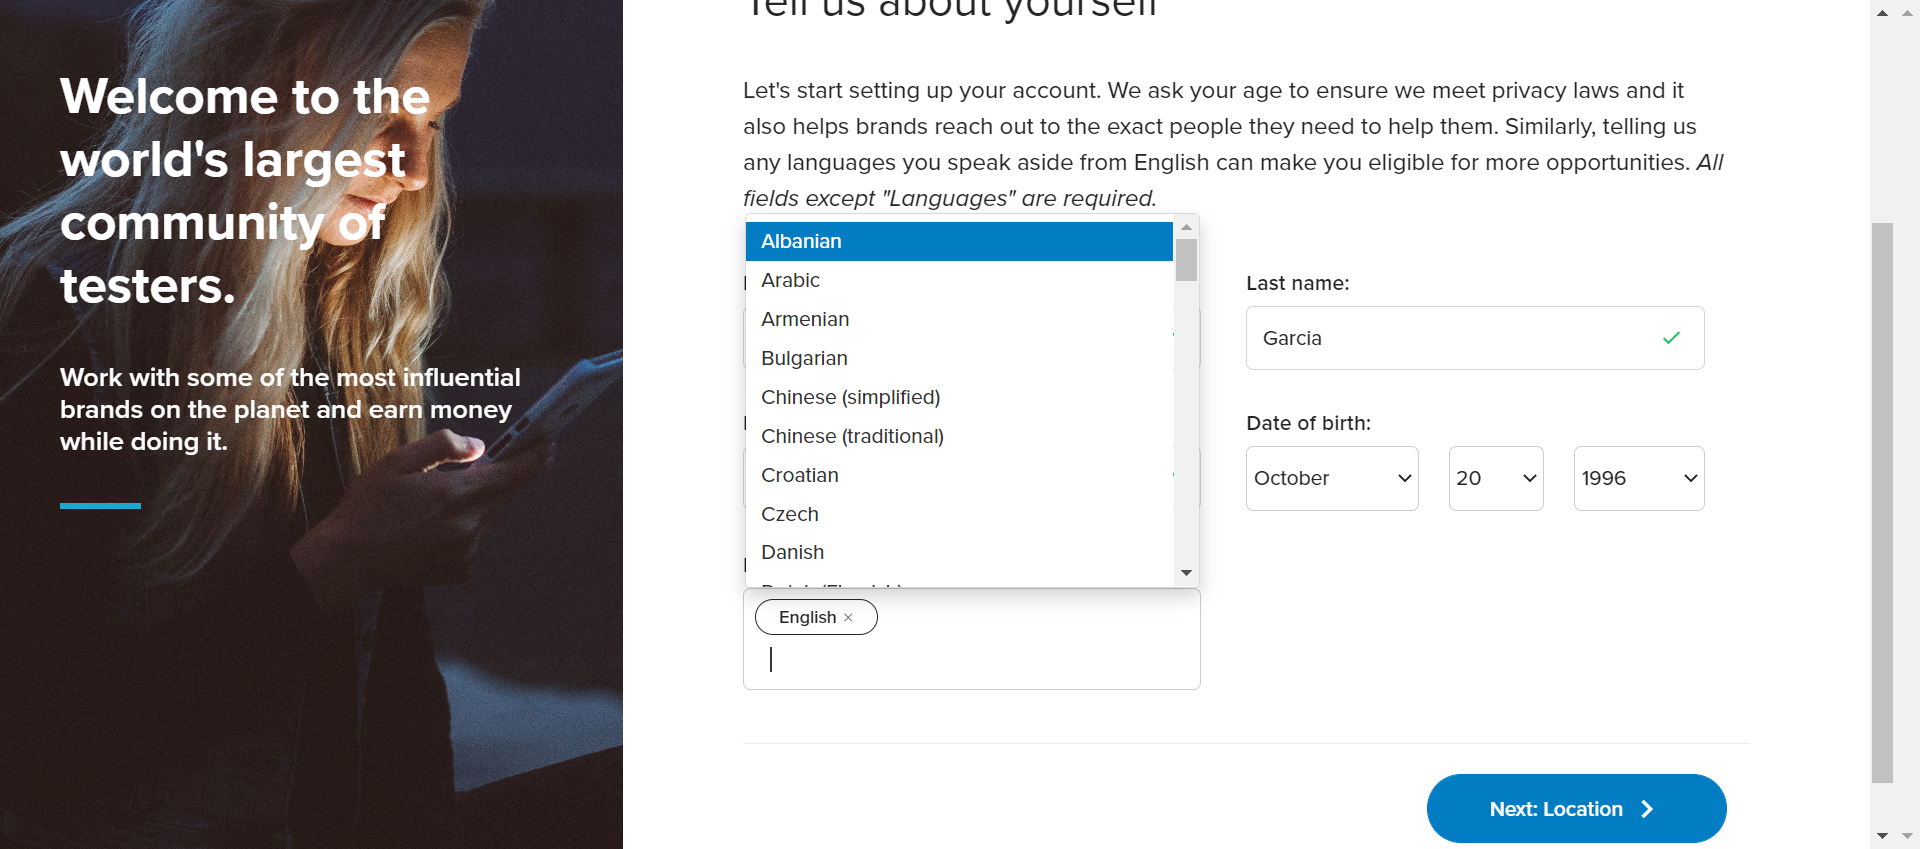 Welcome to the
world's largest
community of
testers.
Work with some of the most influential
brands on the planet and earn money
while doing it.
Tell us about yourself
Let's start setting up your account. We ask your age to ensure we meet privacy laws and it
also helps brands reach out to the exact people they need to help them. Similarly, telling us
any languages you speak aside from English can make you eligible for more opportunities. All
fields except "Languages" are required.
Albanian
Arabic
Armenian
Bulgarian
Chinese (simplified)
Chinese (traditional)
Croatian
Czech
Danish
Last name:
Garcia
Date of birth:
October
20
1996
English ×
Next: Location